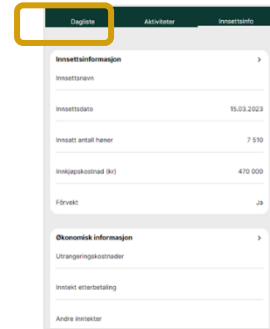 Dagliste Aktiviteter Innsettsinfo
Innsettsinformasjon >
Innsettsnavn
Innsettsdato 15.03.2023
Innsatt antall høner 7 510
Innkjøpskostnad (kr) 470 000
Fôrvekt Ja
Økonomisk informasjon >
Utrangeringskostnader
Inntekt etterbetaling
Andre inntekter